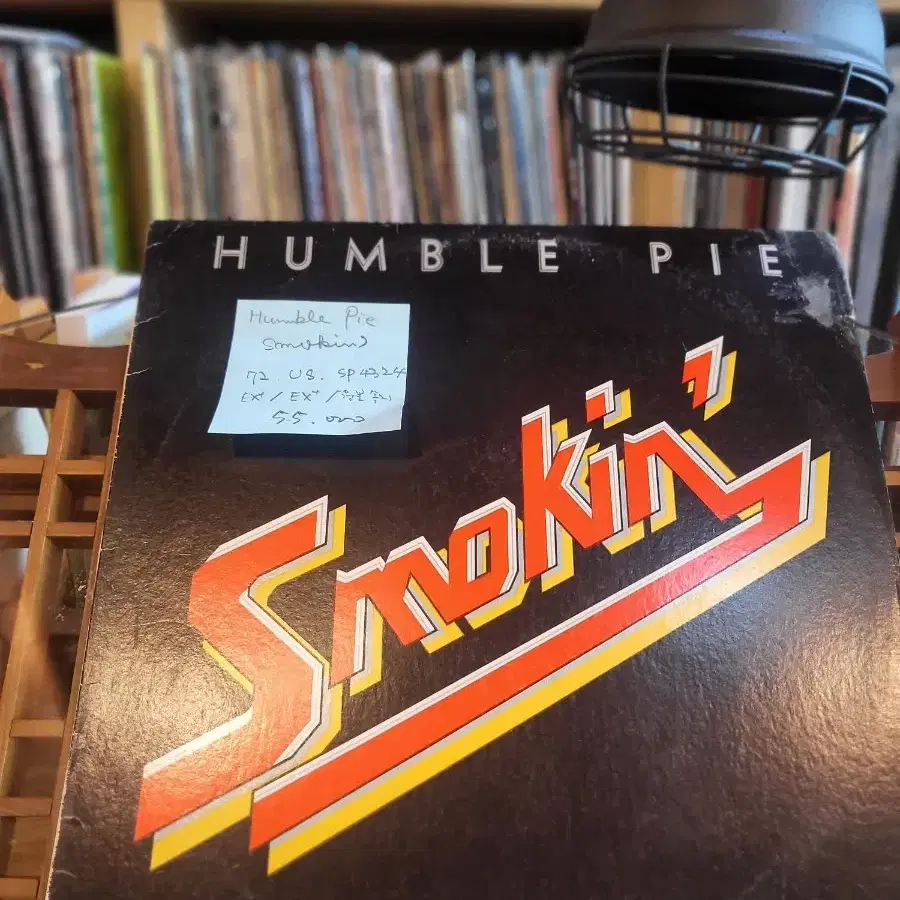 HUMBLE PIE
Humble Pie
Smokin'
72. US. SP4324
EX+ / EX+ /
55.000
Smokin'